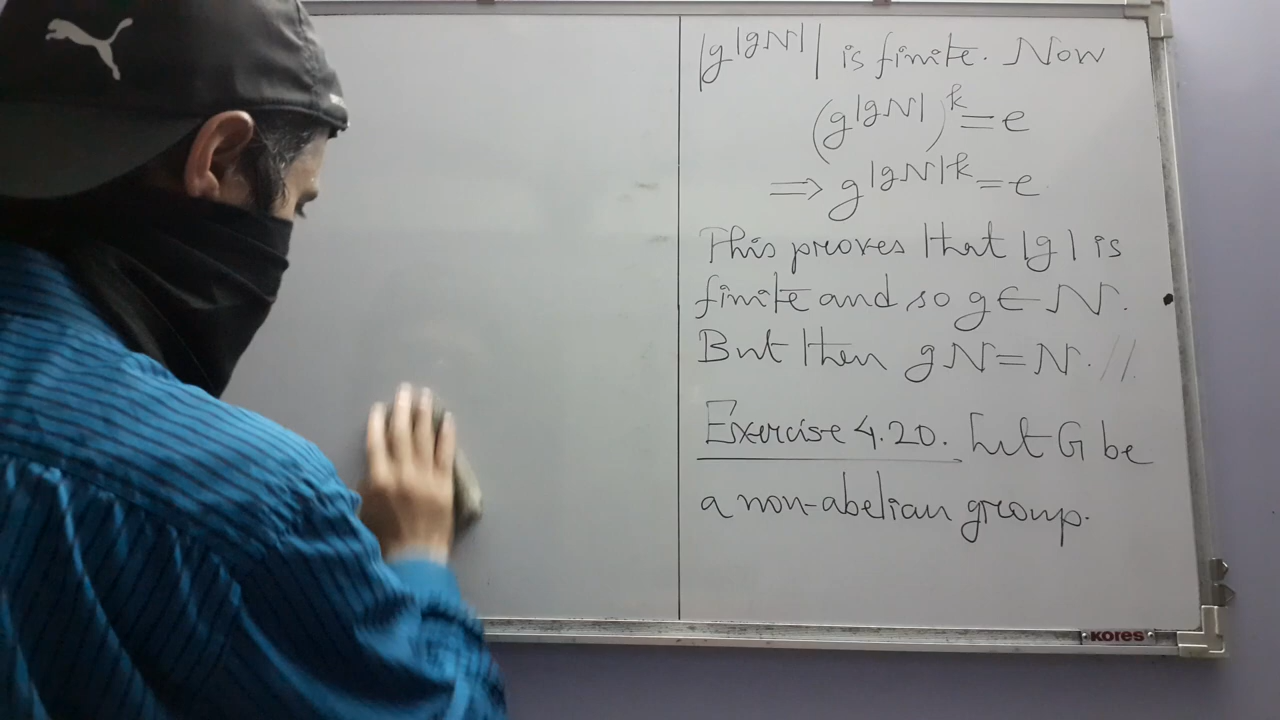 |g^{|gN|}| is finite. Now
(g^{|gN|})^k = e
⟹ g^{|gN|k} = e
This proves that |g| is
finite and so g ∈ N.
But then gN = N. //
Exercise 4.20. Let G be
a non-abelian group.
KORES